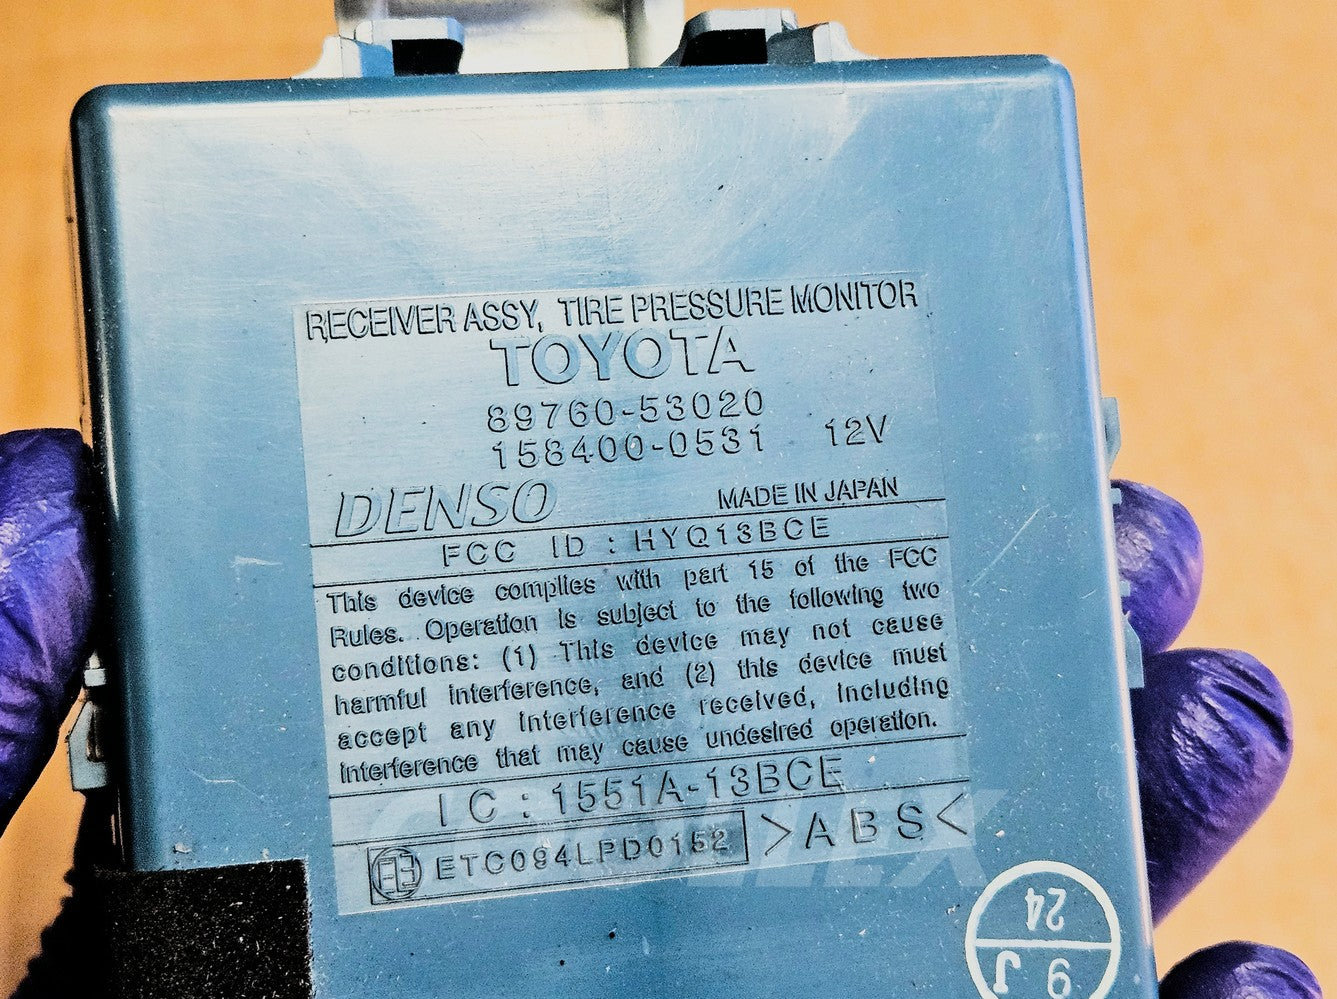 RECEIVER ASSY, TIRE PRESSURE MONITOR
TOYOTA
89760-53020
158400-0531 12V
DENSO MADE IN JAPAN
FCC ID : HYQ13BCE
This device complies with part 15 of the FCC
Rules. Operation is subject to the following two
conditions: (1) This device may not cause
harmful interference, and (2) this device must
accept any interference received, including
interference that may cause undesired operation.
IC : 1551A-13BCE
ETC094LPD0152 >ABS<
24
9J